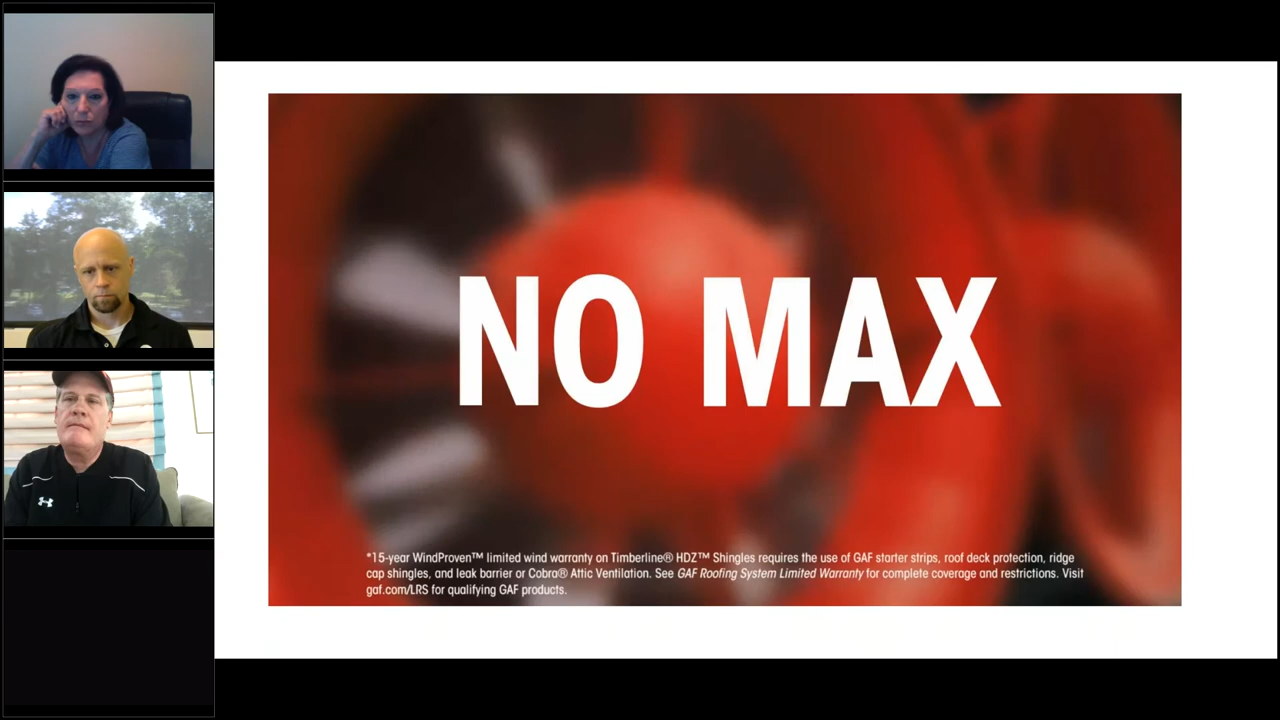 NO MAX
*15-year WindProven™ limited wind warranty on Timberline® HDZ™ Shingles requires the use of GAF starter strips, roof deck protection, ridge
cap shingles, and leak barrier or Cobra® Attic Ventilation. See GAF Roofing System Limited Warranty for complete coverage and restrictions. Visit
gaf.com/LRS for qualifying GAF products.